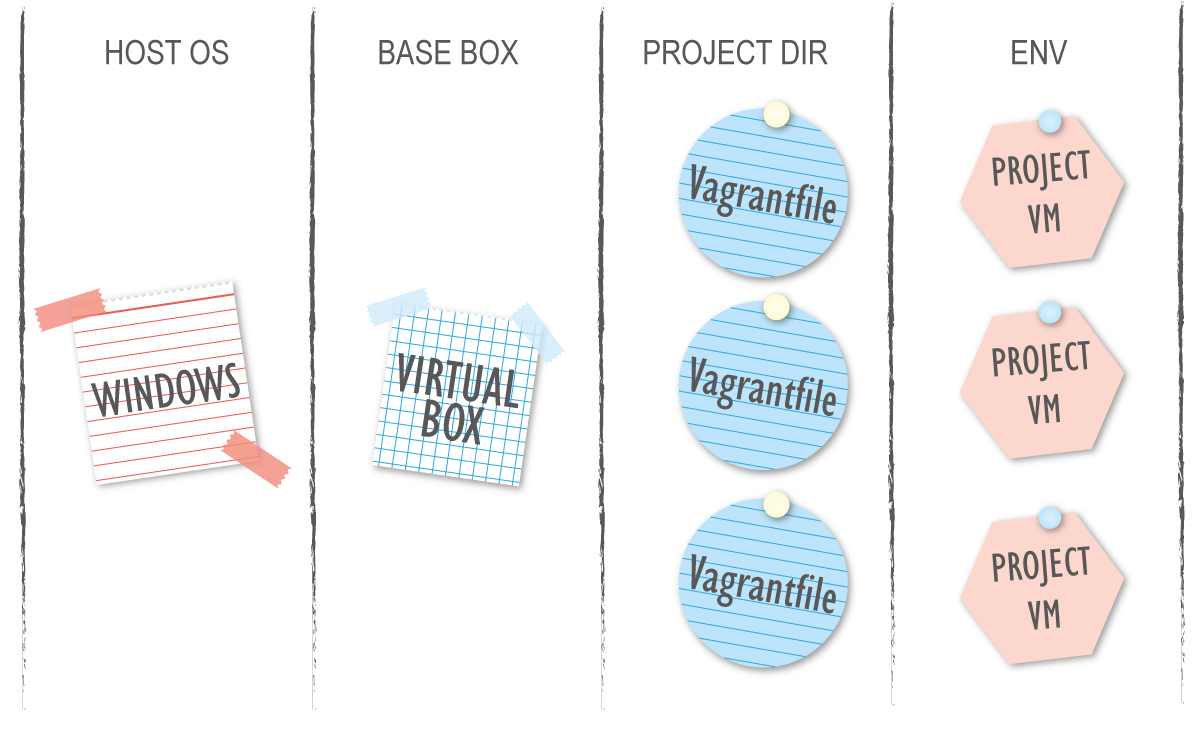 HOST OS
BASE BOX
PROJECT DIR
ENV
WINDOWS
VIRTUAL
BOX
Vagrantfile
Vagrantfile
Vagrantfile
PROJECT
VM
PROJECT
VM
PROJECT
VM